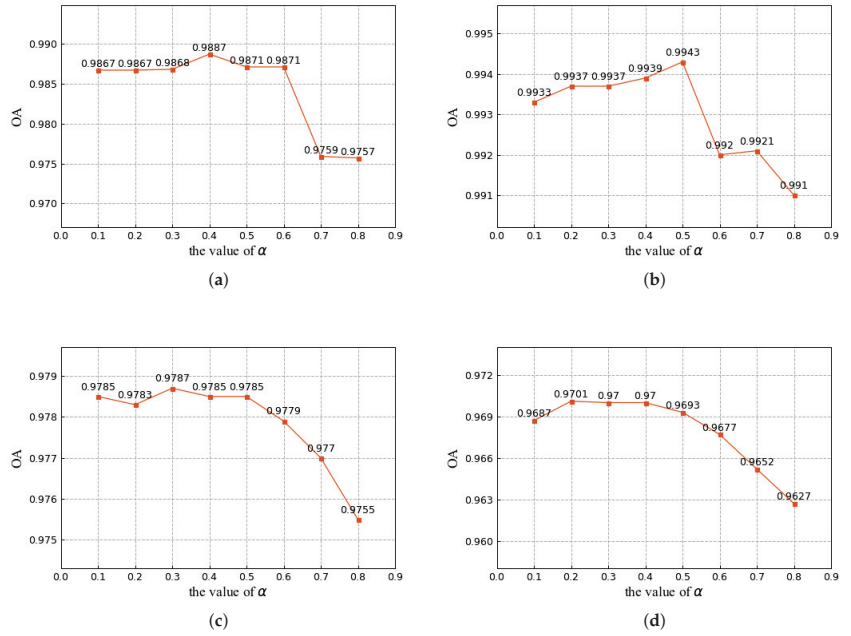 0.990
0.985
0.980
0.975
0.970
OA
0.9867 0.9867 0.9868 0.9887 0.9871 0.9871 0.9759 0.9757
0.0 0.1 0.2 0.3 0.4 0.5 0.6 0.7 0.8 0.9
the value of α
(a)
0.995
0.994
0.993
0.992
0.991
OA
0.9933 0.9937 0.9937 0.9939 0.9943 0.992 0.9921 0.991
0.0 0.1 0.2 0.3 0.4 0.5 0.6 0.7 0.8 0.9
the value of α
(b)
0.979
0.978
0.977
0.976
0.975
OA
0.9785 0.9783 0.9787 0.9785 0.9785 0.9779 0.977 0.9755
0.0 0.1 0.2 0.3 0.4 0.5 0.6 0.7 0.8 0.9
the value of α
(c)
0.972
0.969
0.966
0.963
0.960
OA
0.9687 0.9701 0.97 0.97 0.9693 0.9677 0.9652 0.9627
0.0 0.1 0.2 0.3 0.4 0.5 0.6 0.7 0.8 0.9
the value of α
(d)